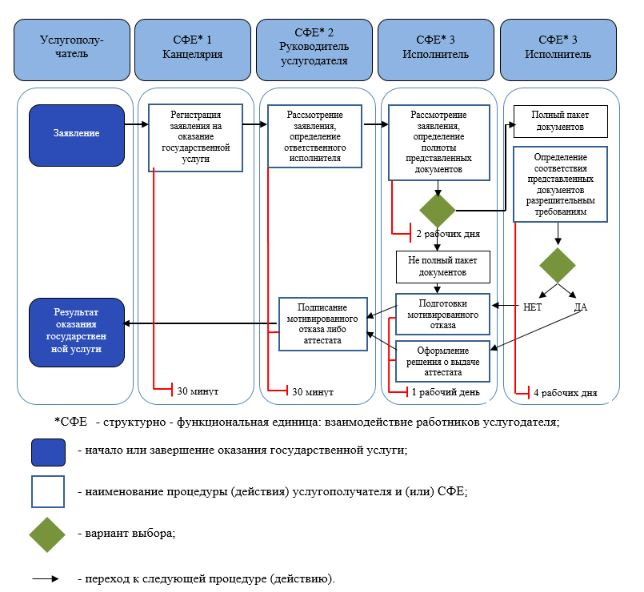 Услугополу-
чатель
СФЕ* 1
Канцелярия
СФЕ* 2
Руководитель
услугодателя
СФЕ* 3
Исполнитель
СФЕ* 3
Исполнитель
Заявление
Регистрация
заявления на
оказание
государственной
услуги
Рассмотрение
заявления,
определение
ответственного
исполнителя
Рассмотрение
заявления,
определение
полноты
представленных
документов
Полный пакет
документов
Определение
соответствия
представленных
документов
разрешительным
требованиям
2 рабочих дня
Не полный пакет
документов
Результат
оказания
государствен
ной услуги
Подписание
мотивированного
отказа либо
аттестата
Подготовки
мотивированного
отказа
НЕТ
ДА
Оформление
решения о выдаче
аттестата
30 минут
30 минут
1 рабочий день
4 рабочих дня
*СФЕ - структурно - функциональная единица: взаимодействие работников услугодателя;
- начало или завершение оказания государственной услуги;
- наименование процедуры (действия) услугополучателя и (или) СФЕ;
- вариант выбора;
- переход к следующей процедуре (действию).